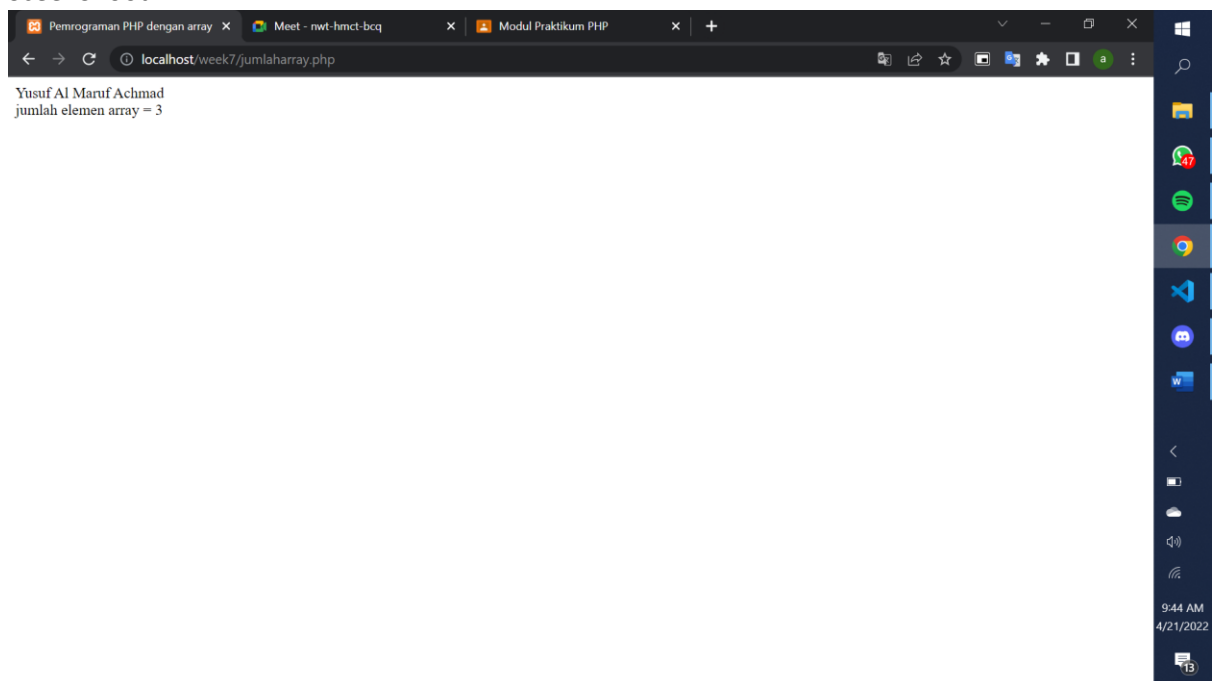 Pemrograman PHP dengan array
Meet - nwt-hmct-bcq
Modul Praktikum PHP
localhost/week7/jumlaharray.php
a
Yusuf Al Maruf Achmad
jumlah elemen array = 3
47
W
9:44 AM
4/21/2022
13